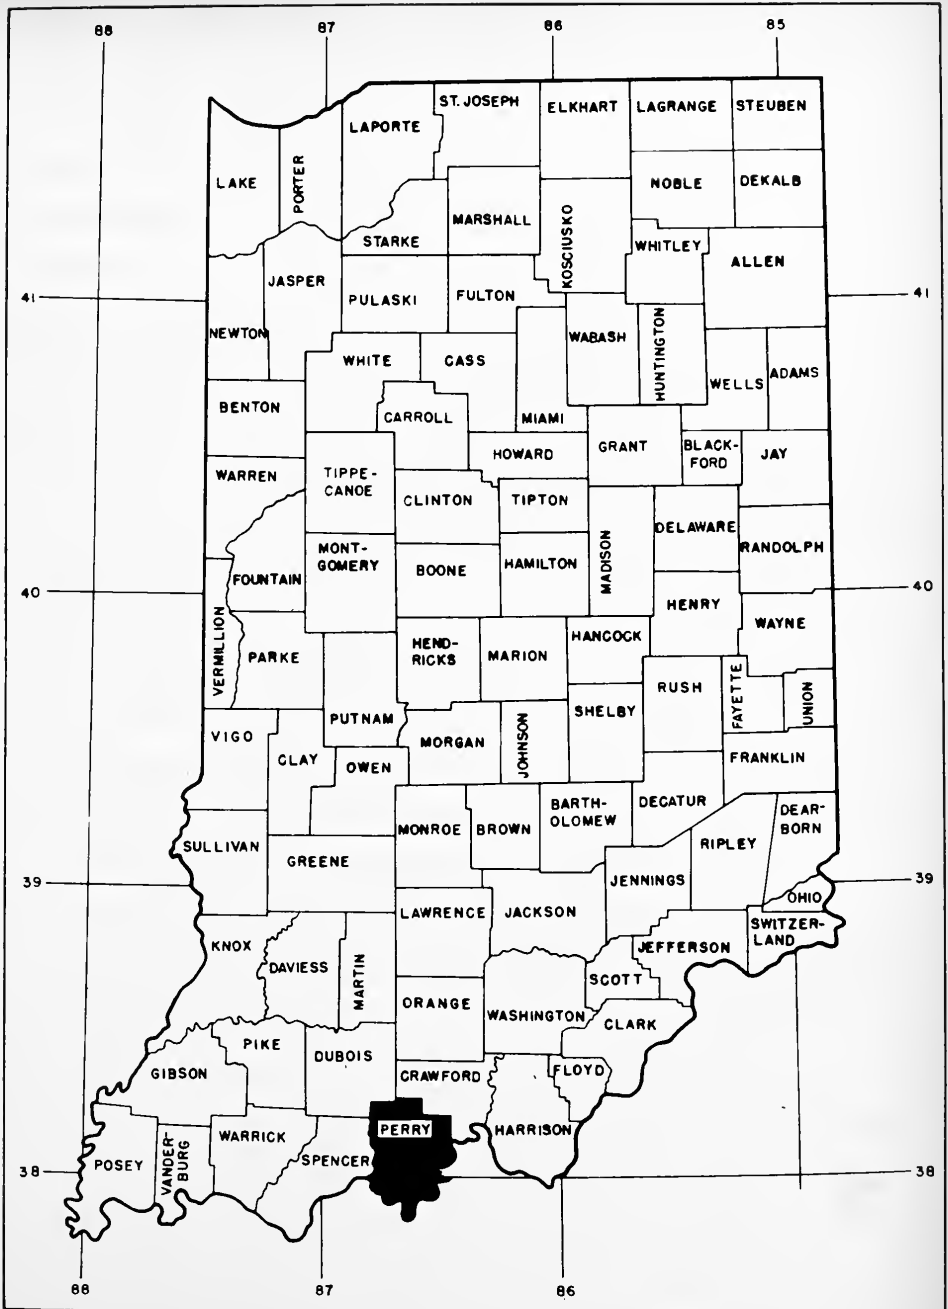 88 87 86 85
ST. JOSEPH ELKHART LAGRANGE STEUBEN
LAPORTE
LAKE PORTER NOBLE DEKALB
MARSHALL KOSCIUSKO
STARKE WHITLEY ALLEN
JASPER
41 PULASKI FULTON 41
NEWTON WABASH HUNTINGTON
WHITE CASS WELLS ADAMS
BENTON CARROLL MIAMI
HOWARD GRANT BLACK-
FORD JAY
WARREN TIPPE-
CANOE CLINTON TIPTON
DELAWARE RANDOLPH
MONT-
GOMERY BOONE HAMILTON MADISON
40 FOUNTAIN HENRY 40
VERMILLION PARKE HEND-
RICKS MARION HANCOCK WAYNE
RUSH FAYETTE UNION
VIGO PUTNAM SHELBY
CLAY OWEN MORGAN JOHNSON FRANKLIN
BARTH-
OLOMEW DECATUR DEAR-
BORN
MONROE BROWN RIPLEY
SULLIVAN GREENE
39 JENNINGS 39
OHIO
LAWRENCE JACKSON SWITZER-
LAND
KNOX DAVIESS MARTIN JEFFERSON
SCOTT
ORANGE WASHINGTON CLARK
PIKE DUBOIS
GIBSON CRAWFORD FLOYD
WARRICK PERRY HARRISON
38 POSEY VANDER-
BURG SPENCER 38
88 87 86